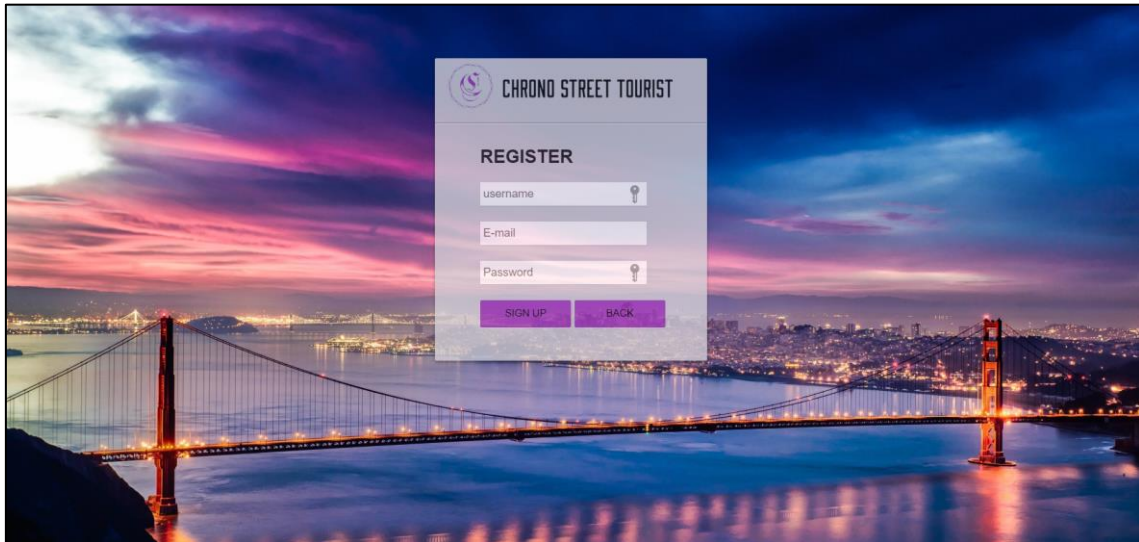 CHRONO STREET TOURIST
REGISTER
username
E-mail
Password
SIGN UP BACK